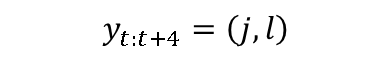 y_{t:t+4} = (j, l)